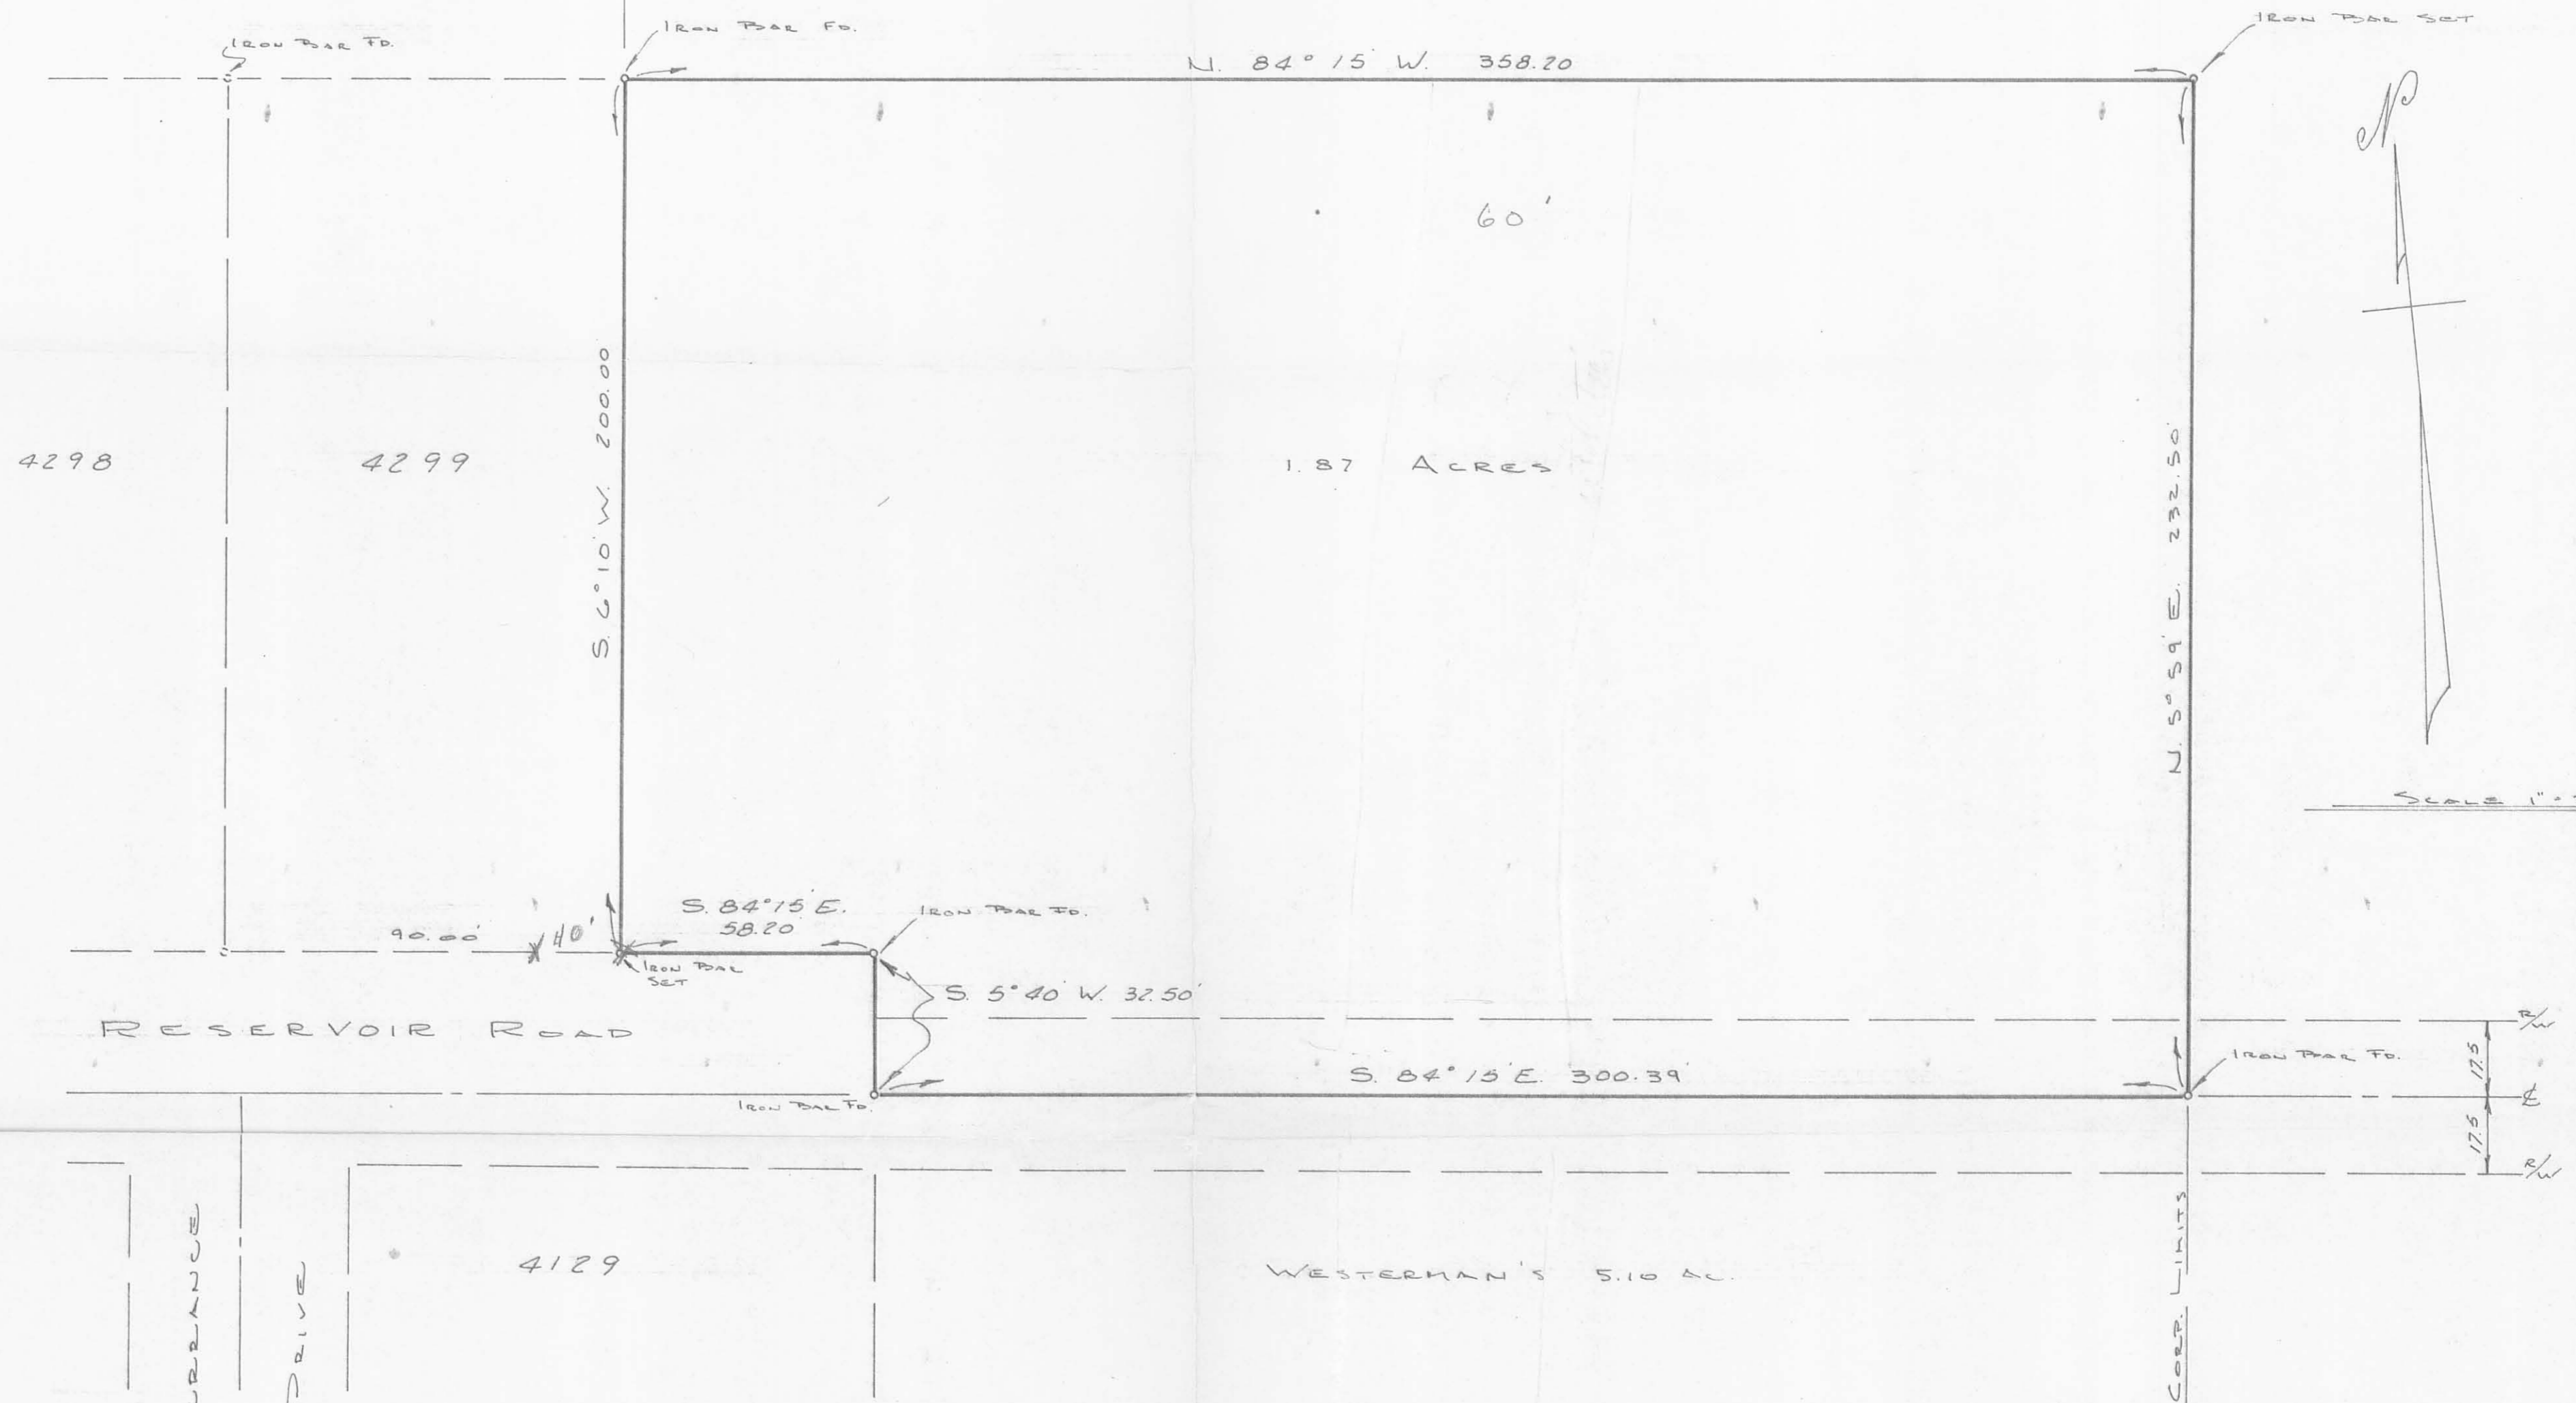 IRON BAR FD.
IRON BAR FD.
IRON BAR SET
N. 84° 15' W. 358.20
N
60'
S. 6° 10' W. 200.00
4298
4299
1.87 ACRES
N. 5° 59' E. 232.50'
SCALE 1" =
S. 84° 15' E.
58.20
IRON BAR FD.
90.00'
40'
IRON BAR
SET
S. 5° 40' W. 32.50'
RESERVOIR ROAD
R/W
IRON BAR FD.
17.5
S. 84° 15' E. 300.39'
IRON BAR FD.
℄
17.5
R/W
4129
WESTERMAN'S 5.10 AC.
CORP. LIMITS
URRANCE
DRIVE